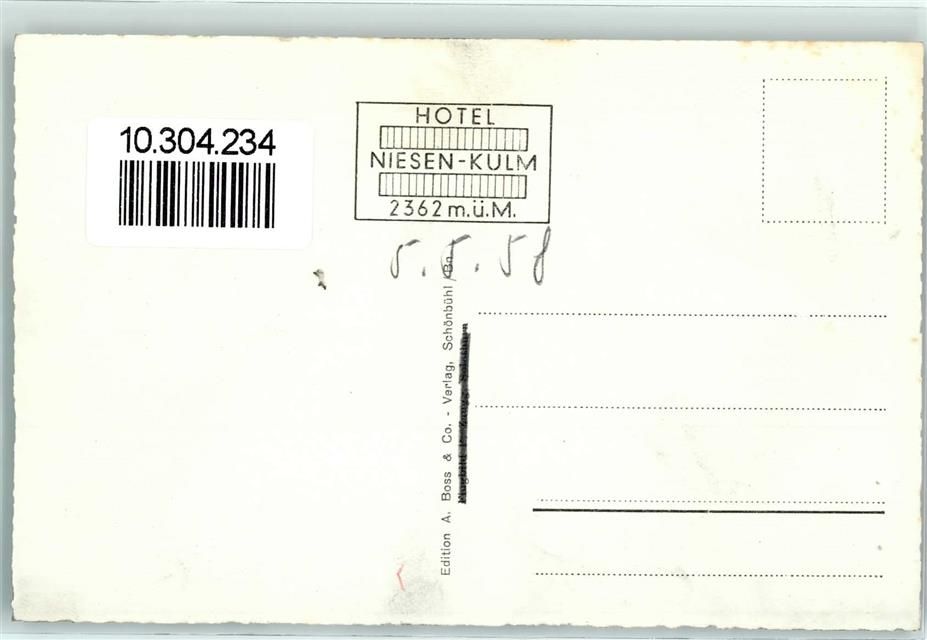 10.304.234
HOTEL
NIESEN-KULM
2362 m.ü.M.
5.5.58
Edition A. Boss & Co. - Verlag, Schönbühl/Bn